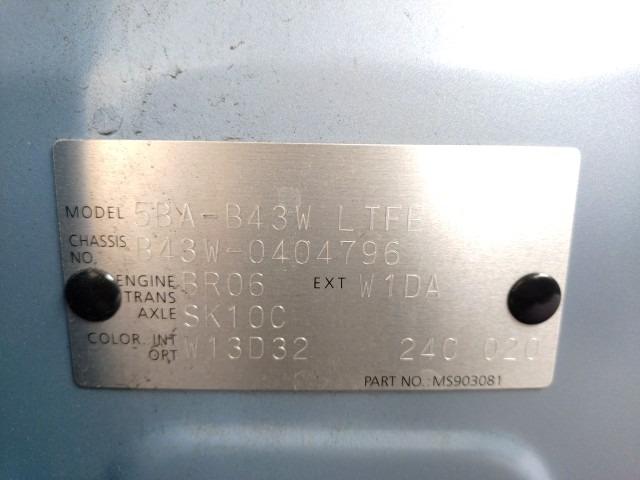 MODEL 5BA-B43W LTFE
CHASSIS NO. B43W-0404796
ENGINE BR06 EXT W1DA
TRANS AXLE SK10C
COLOR. INT OPT W13D32 240 020
PART NO.: MS903081